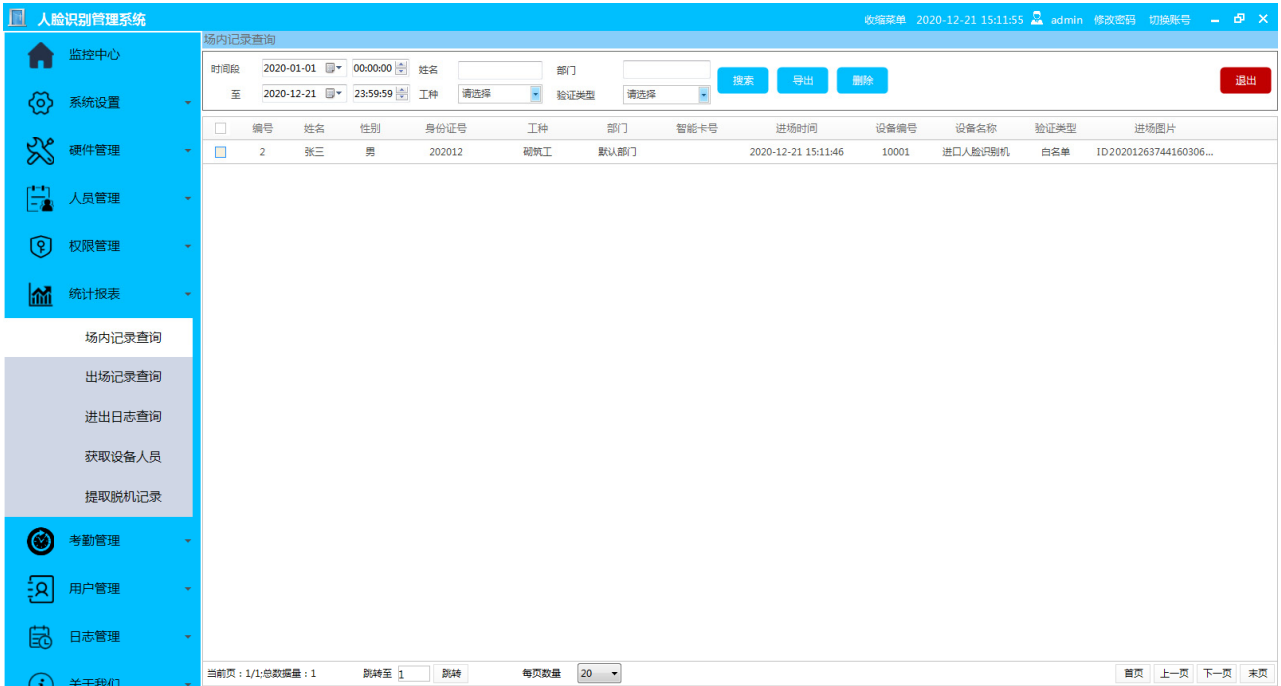 人脸识别管理系统
收缩菜单 2020-12-21 15:11:55 admin 修改密码 切换账号
监控中心
系统设置
硬件管理
人员管理
权限管理
统计报表
场内记录查询
出场记录查询
进出日志查询
获取设备人员
提取脱机记录
考勤管理
用户管理
日志管理
关于我们
场内记录查询
时间段 2020-01-01 00:00:00 姓名 部门
至 2020-12-21 23:59:59 工种 请选择 验证类型 请选择
搜索 导出 删除 退出
编号 姓名 性别 身份证号 工种 部门 智能卡号 进场时间 设备编号 设备名称 验证类型 进场图片
2 张三 男 202012 砌筑工 默认部门 2020-12-21 15:11:46 10001 进口人脸识别机 白名单 ID20201263744160306...
当前页：1/1;总数据量：1 跳转至 1 跳转 每页数量 20 首页 上一页 下一页 末页